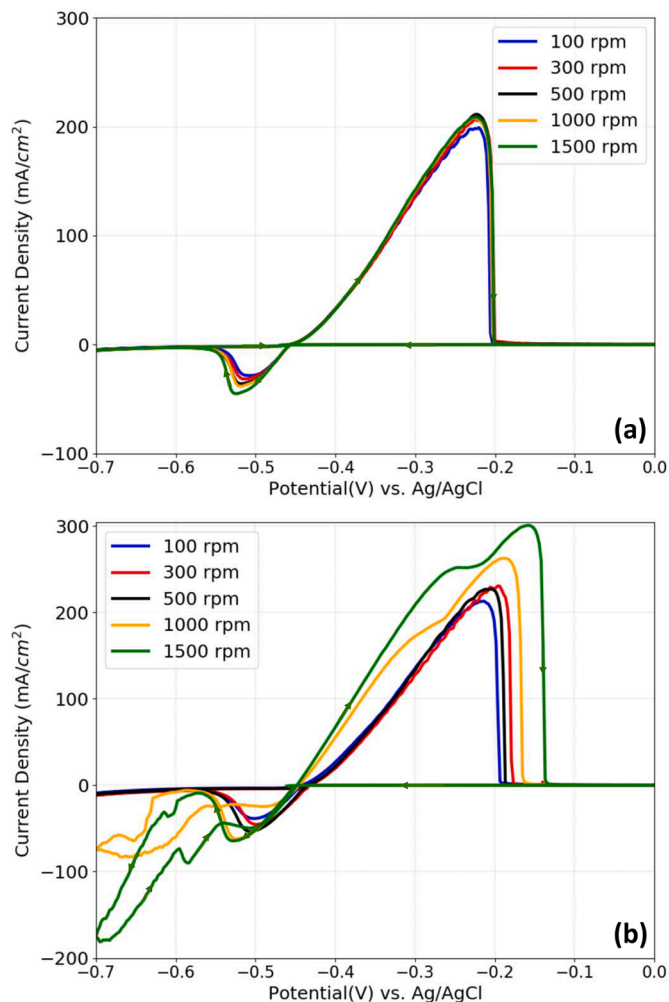 300
200
100
0
−100
Current Density (mA/cm²)
100 rpm
300 rpm
500 rpm
1000 rpm
1500 rpm
(a)
−0.7 −0.6 −0.5 −0.4 −0.3 −0.2 −0.1 0.0
Potential(V) vs. Ag/AgCl
300
200
100
0
−100
−200
Current Density (mA/cm²)
100 rpm
300 rpm
500 rpm
1000 rpm
1500 rpm
(b)
−0.7 −0.6 −0.5 −0.4 −0.3 −0.2 −0.1 0.0
Potential(V) vs. Ag/AgCl